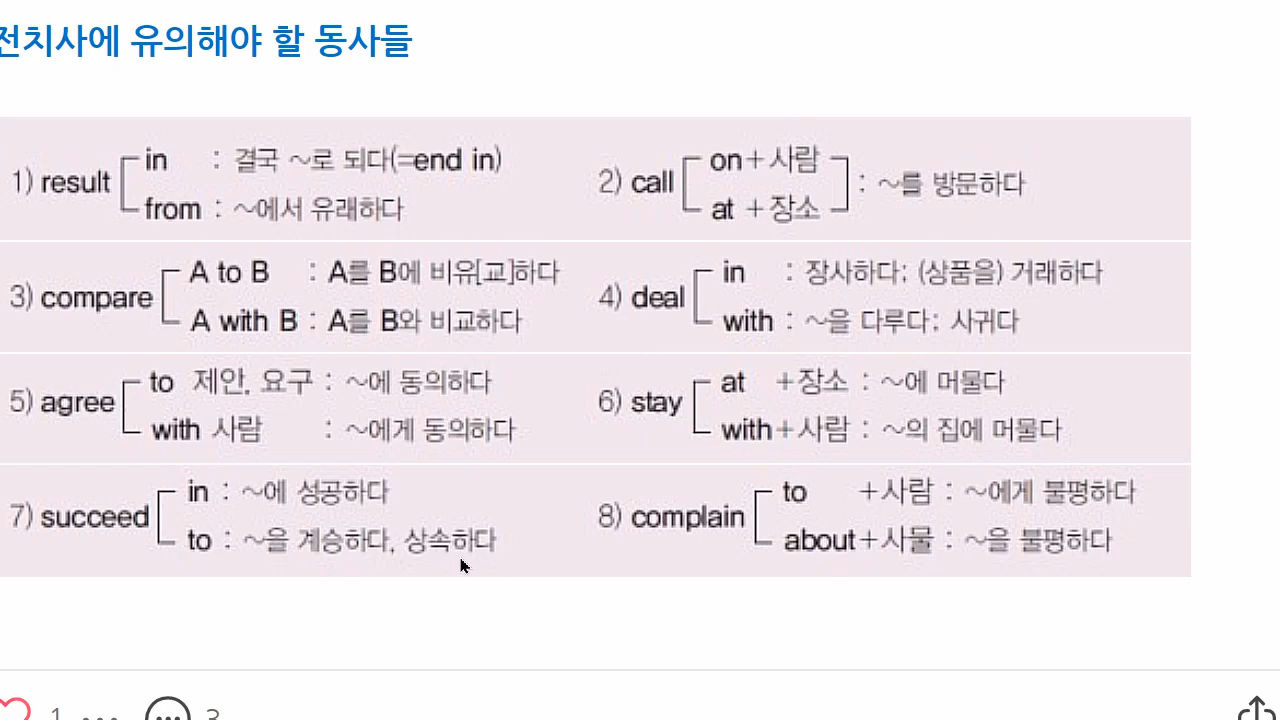 전치사에 유의해야 할 동사들
1) result in : 결국 ~로 되다(=end in)
from : ~에서 유래하다
2) call on+사람
at +장소 : ~를 방문하다
3) compare A to B : A를 B에 비유[교]하다
A with B : A를 B와 비교하다
4) deal in : 장사하다; (상품을) 거래하다
with : ~을 다루다; 사귀다
5) agree to 제안, 요구 : ~에 동의하다
with 사람 : ~에게 동의하다
6) stay at +장소 : ~에 머물다
with+사람 : ~의 집에 머물다
7) succeed in : ~에 성공하다
to : ~을 계승하다, 상속하다
8) complain to +사람 : ~에게 불평하다
about+사물 : ~을 불평하다
1 3